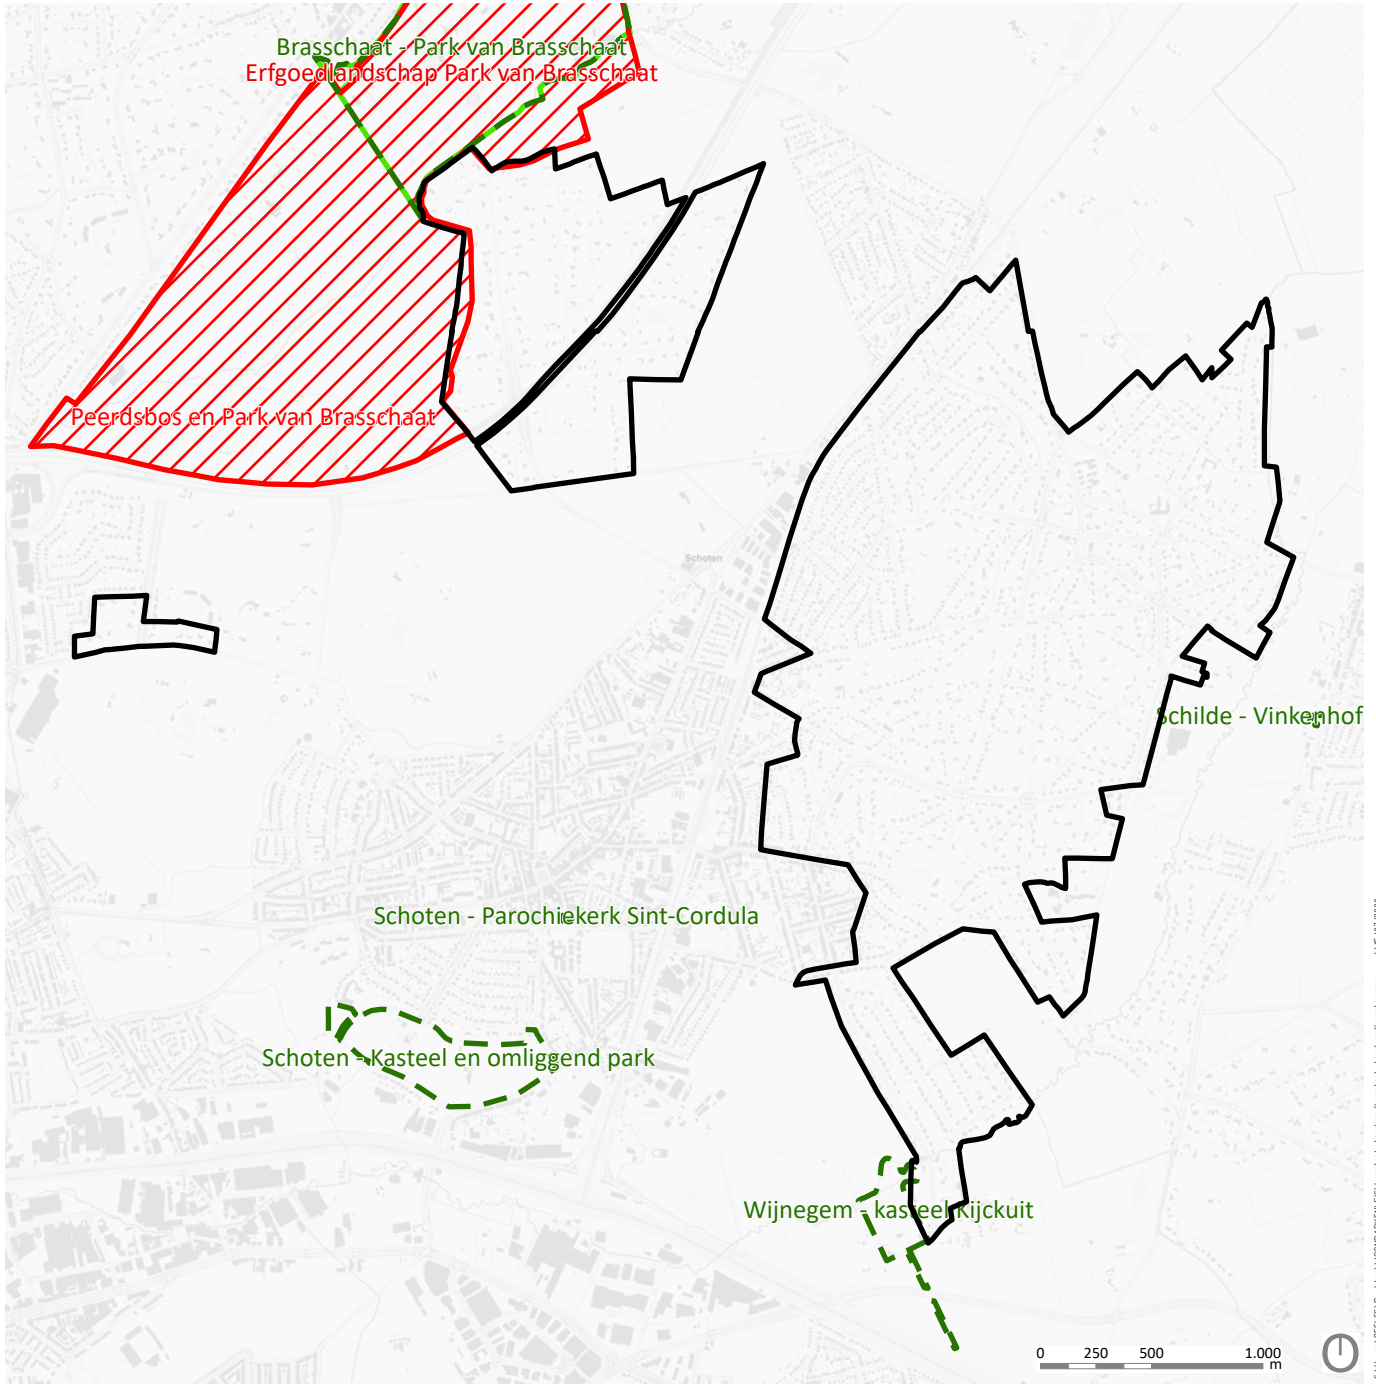 Brasschaat - Park van Brasschaat
Erfgoedlandschap Park van Brasschaat
Peerdsbos en Park van Brasschaat
Schoten
Schilde - Vinkenhof
Schoten - Parochiekerk Sint-Cordula
Schoten - Kasteel en omliggend park
Wijnegem - kasteel Kijckuit
0 250 500 1.000
m